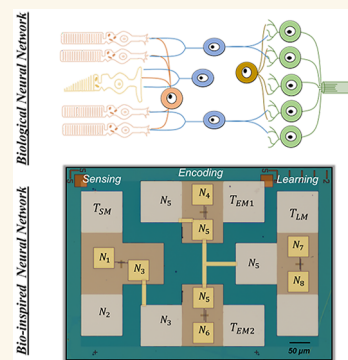 Biological Neural Network
Bio-inspired Neural Network
Sensing
Encoding
Learning
T_SM
N_5
N_4
T_EM1
T_LM
N_1
N_3
N_5
N_5
N_7
N_8
N_2
N_3
N_5
N_6
T_EM2
50 μm